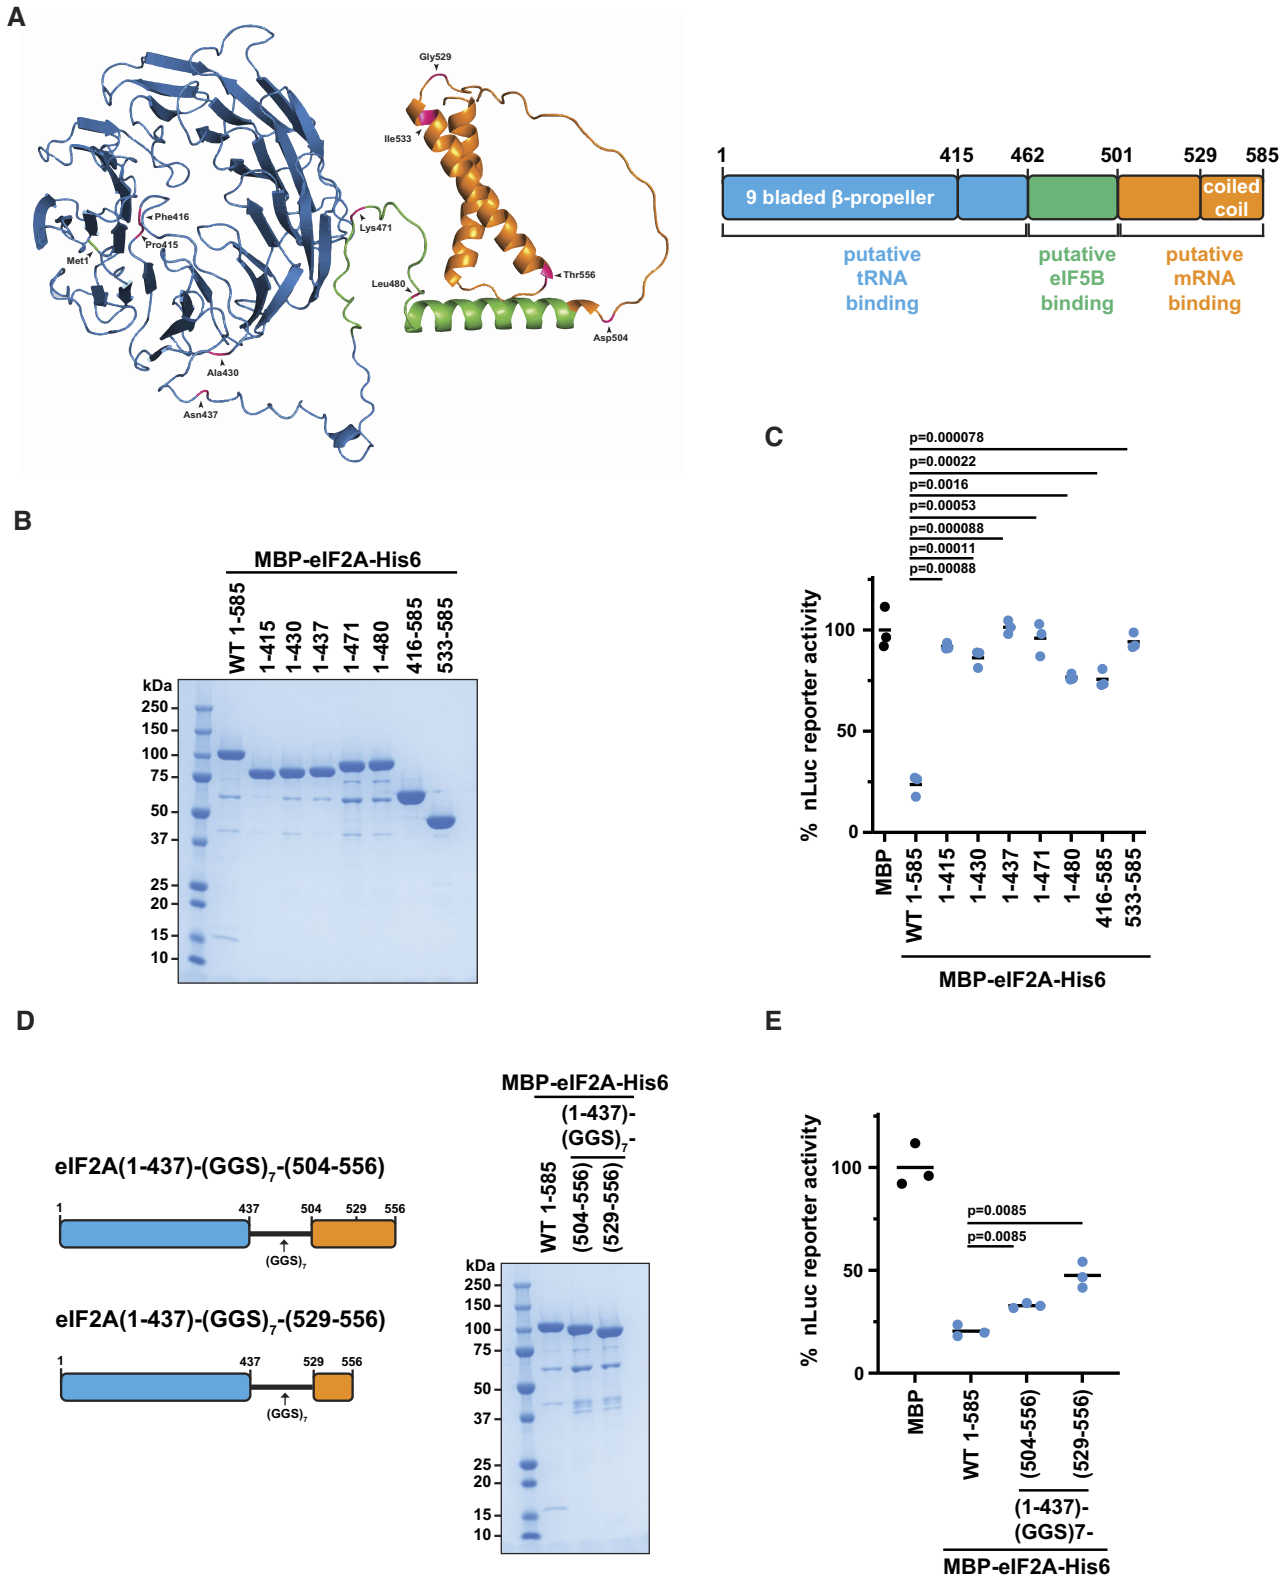 A
Gly529
Ile533
Phe416
Pro415
Met1
Lys471
Leu480
Thr556
Asp504
Ala430
Asn437
1 415 462 501 529 585
9 bladed β-propeller
coiled
coil
putative
tRNA
binding
putative
eIF5B
binding
putative
mRNA
binding
B
MBP-eIF2A-His6
WT 1-585
1-415
1-430
1-437
1-471
1-480
416-585
533-585
kDa
250
150
100
75
50
37
25
20
15
10
C
p=0.000078
p=0.00022
p=0.0016
p=0.00053
p=0.000088
p=0.00011
p=0.00088
% nLuc reporter activity
100
50
0
MBP
WT 1-585
1-415
1-430
1-437
1-471
1-480
416-585
533-585
MBP-eIF2A-His6
D
eIF2A(1-437)-(GGS)7-(504-556)
1 437 504 529 556
(GGS)7
eIF2A(1-437)-(GGS)7-(529-556)
1 437 529 556
(GGS)7
MBP-eIF2A-His6
(1-437)-
(GGS)7-
WT 1-585
(504-556)
(529-556)
kDa
250
150
100
75
50
37
25
20
15
10
E
% nLuc reporter activity
100
50
0
p=0.0085
p=0.0085
MBP
WT 1-585
(504-556)
(529-556)
(1-437)-
(GGS)7-
MBP-eIF2A-His6